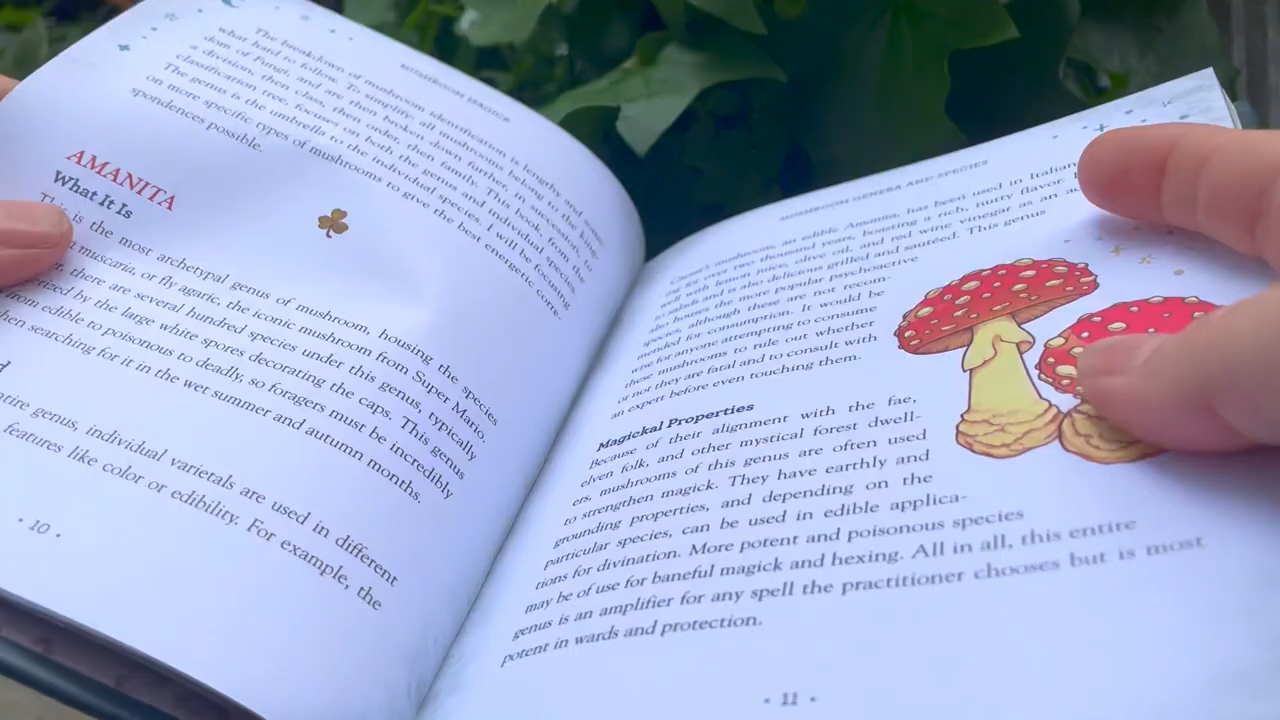 MUSHROOM MAGICK
The breakdown of mushroom identification is lengthy and some-
what hard to follow. To simplify: all mushrooms belong to the king-
dom of Fungi, and are then broken down further, in succession, to
a division, then class, then order, then family. This book, from the
classification tree, focuses on both the genus and individual species.
The genus is the umbrella to the individual species. I will be focusing
on more specific types of mushrooms to give the best energetic corre-
spondences possible.
AMANITA
What It Is
This is the most archetypal genus of mushroom, housing the species
muscaria, or fly agaric, the iconic mushroom from Super Mario.
there are several hundred species under this genus, typically
by the large white spores decorating the caps. This genus
from edible to poisonous to deadly, so foragers must be incredibly
when searching for it in the wet summer and autumn months.
genus, individual varietals are used in different
features like color or edibility. For example, the
• 10 •
MUSHROOM GENERA AND SPECIES
Caesar's mushroom, an edible Amanita, has been used in Italian
for over two thousand years, boasting a rich, nutty flavor.
well with lemon juice, olive oil, and red wine vinegar as an
to salads and is also delicious grilled and sautéed. This genus
also houses the more popular psychoactive
species, although these are not recom-
mended for consumption. It would be
wise for anyone attempting to consume
these mushrooms to rule out whether
or not they are fatal and to consult with
an expert before even touching them.
Magickal Properties
Because of their alignment with the fae,
elven folk, and other mystical forest dwell-
ers, mushrooms of this genus are often used
to strengthen magick. They have earthly and
grounding properties, and depending on the
particular species, can be used in edible applica-
tions for divination. More potent and poisonous species
may be of use for baneful magick and hexing. All in all, this entire
genus is an amplifier for any spell the practitioner chooses but is most
potent in wards and protection.
• 11 •